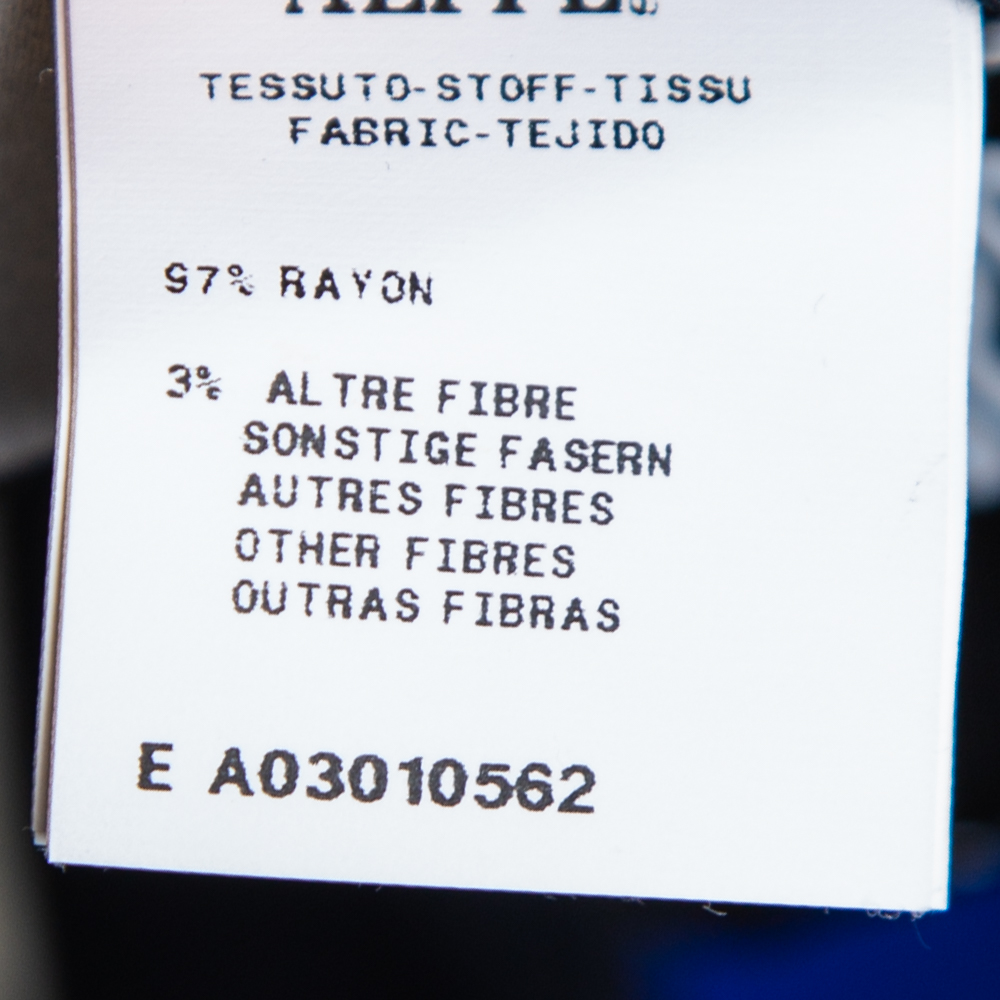 TESSUTO-STOFF-TISSU
FABRIC-TEJIDO
97% RAYON
3% ALTRE FIBRE
SONSTIGE FASERN
AUTRES FIBRES
OTHER FIBRES
OUTRAS FIBRAS
E A03010562